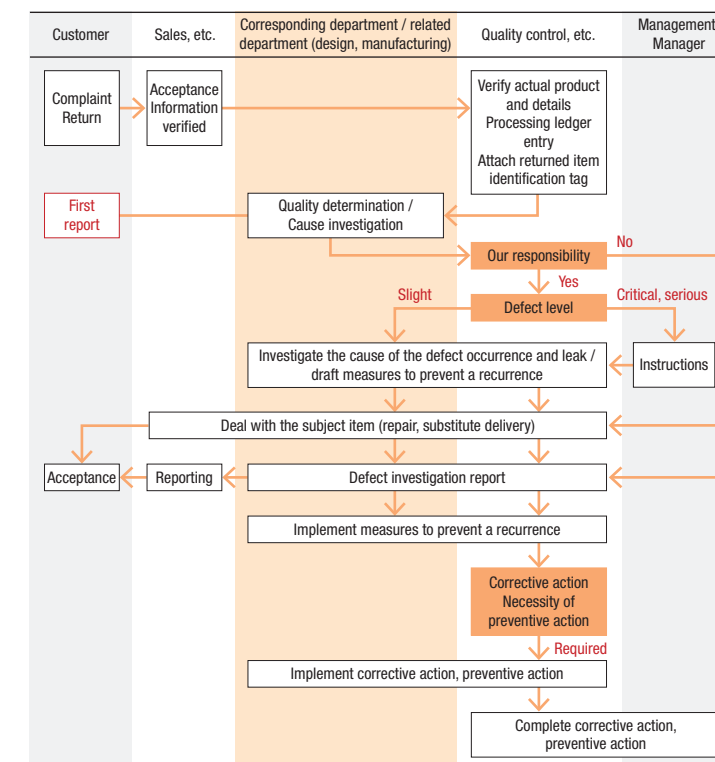 Customer
Sales, etc.
Corresponding department / related
department (design, manufacturing)
Quality control, etc.
Management
Manager
Complaint
Return
Acceptance
Information
verified
Verify actual product
and details
Processing ledger
entry
Attach returned item
identification tag
First
report
Quality determination /
Cause investigation
Our responsibility
No
Yes
Slight
Defect level
Critical, serious
Investigate the cause of the defect occurrence and leak /
draft measures to prevent a recurrence
Instructions
Deal with the subject item (repair, substitute delivery)
Acceptance
Reporting
Defect investigation report
Implement measures to prevent a recurrence
Corrective action
Necessity of
preventive action
Required
Implement corrective action, preventive action
Complete corrective action,
preventive action